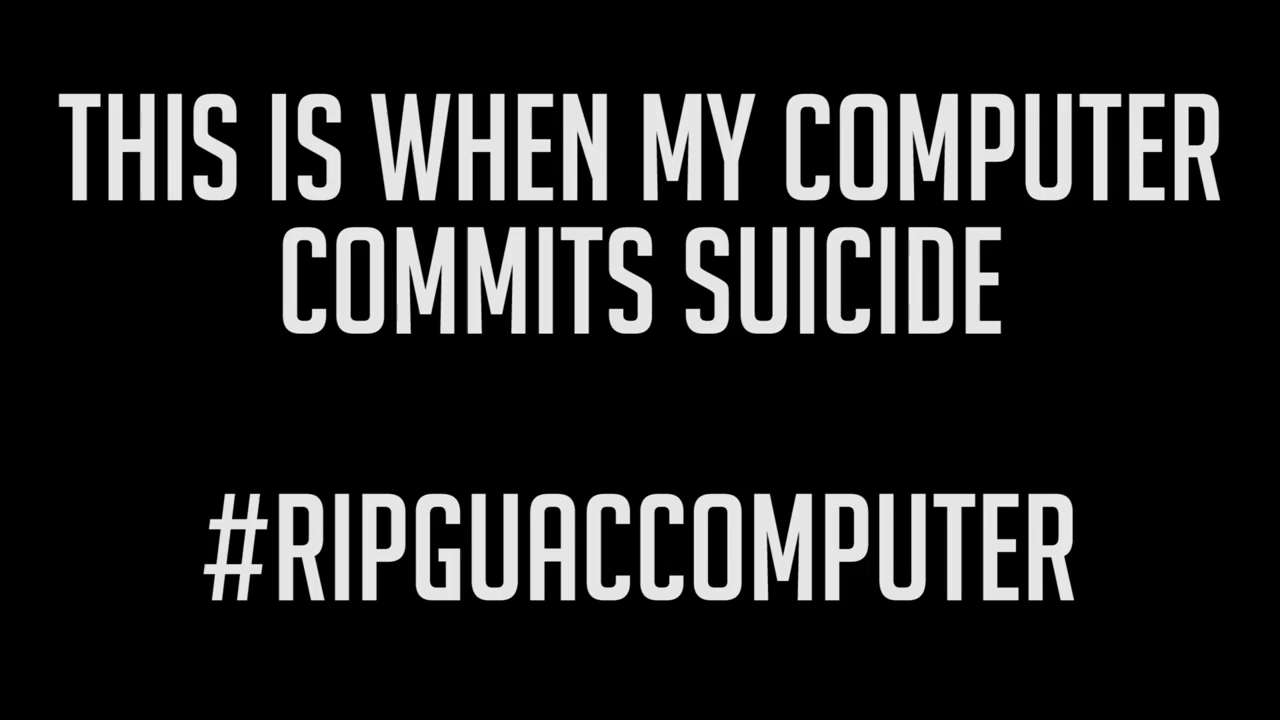 THIS IS WHEN MY COMPUTER
COMMITS SUICIDE
#RIPGUACCOMPUTER